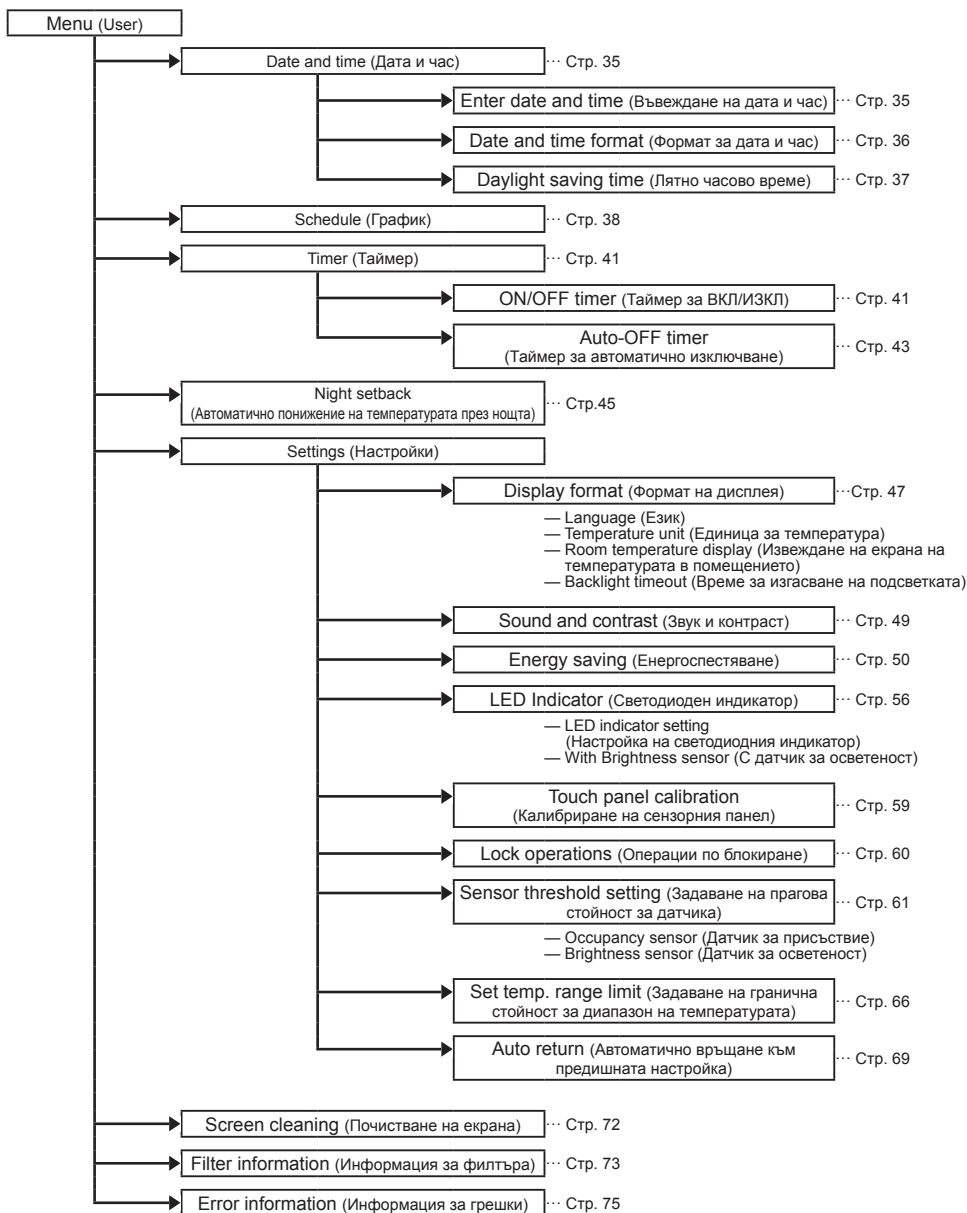 Menu (User)
Date and time (Дата и час) ··· Стр. 35
Enter date and time (Въвеждане на дата и час) ··· Стр. 35
Date and time format (Формат за дата и час) ··· Стр. 36
Daylight saving time (Лятно часово време) ··· Стр. 37
Schedule (График) ··· Стр. 38
Timer (Таймер) ··· Стр. 41
ON/OFF timer (Таймер за ВКЛ/ИЗКЛ) ··· Стр. 41
Auto-OFF timer
(Таймер за автоматично изключване) ··· Стр. 43
Night setback
(Автоматично понижение на температурата през нощта) ··· Стр.45
Settings (Настройки)
Display format (Формат на дисплея) ···Стр. 47
— Language (Език)
— Temperature unit (Единица за температура)
— Room temperature display (Извеждане на екрана на
температурата в помещението)
— Backlight timeout (Време за изгасване на подсветката)
Sound and contrast (Звук и контраст) ··· Стр. 49
Energy saving (Енергоспестяване) ··· Стр. 50
LED Indicator (Светодиоден индикатор) ··· Стр. 56
— LED indicator setting
(Настройка на светодиодния индикатор)
— With Brightness sensor (С датчик за осветеност)
Touch panel calibration
(Калибриране на сензорния панел) ··· Стр. 59
Lock operations (Операции по блокиране) ··· Стр. 60
Sensor threshold setting (Задаване на прагова
стойност за датчика) ··· Стр. 61
— Occupancy sensor (Датчик за присъствие)
— Brightness sensor (Датчик за осветеност)
Set temp. range limit (Задаване на гранична
стойност за диапазон на температурата) ··· Стр. 66
Auto return (Автоматично връщане към
предишната настройка) ··· Стр. 69
Screen cleaning (Почистване на екрана) ··· Стр. 72
Filter information (Информация за филтъра) ··· Стр. 73
Error information (Информация за грешки) ··· Стр. 75